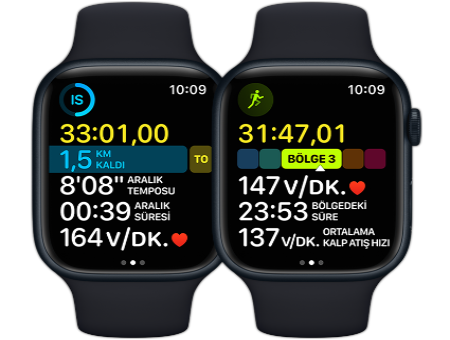 IS
10:09
33:01,00
1,5 KM KALDI
TO
8'08" ARALIK TEMPOSU
00:39 ARALIK SÜRESİ
164 V/DK.
10:09
31:47,01
BÖLGE 3
147 V/DK.
23:53 BÖLGEDEKİ SÜRE
137 V/DK. ORTALAMA KALP ATIŞ HIZI